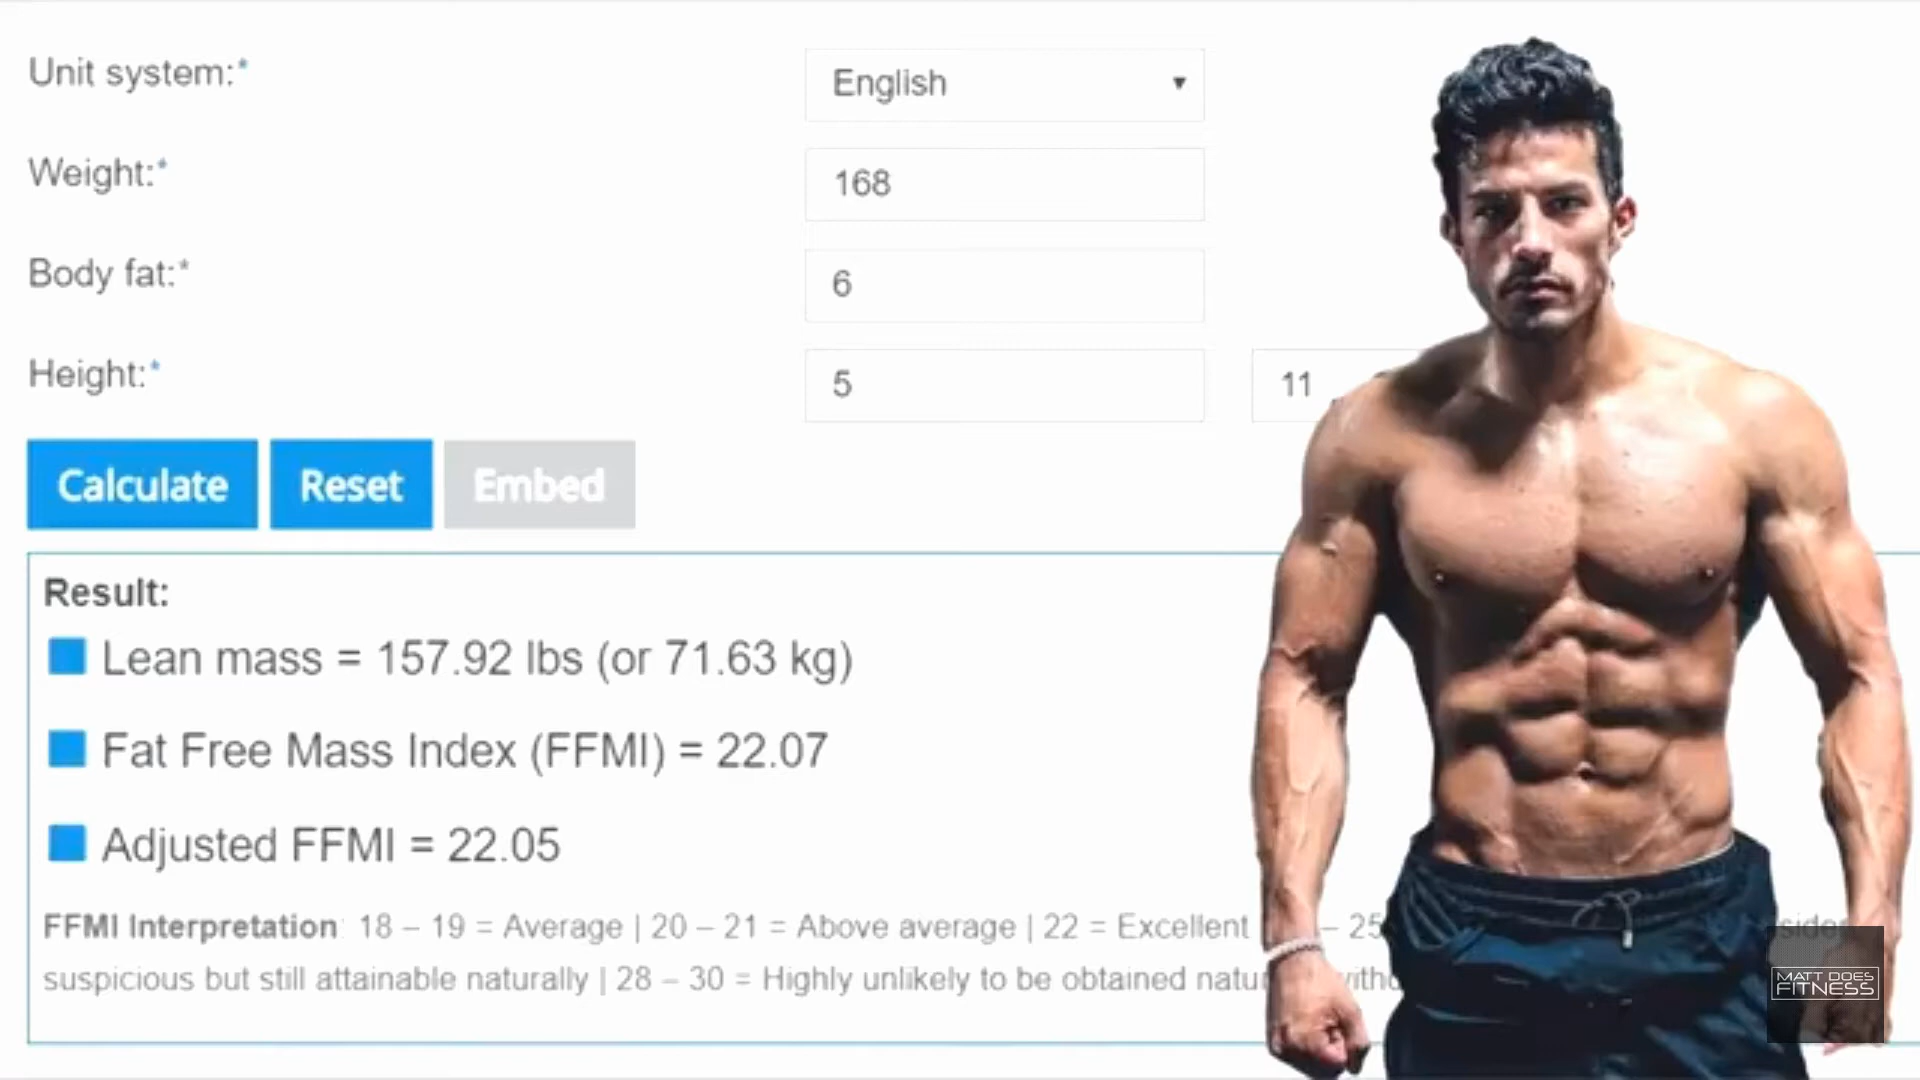 Unit system:*
English
Weight:*
168
Body fat:*
6
Height:*
5
11
Calculate
Reset
Embed
Result:
Lean mass = 157.92 lbs (or 71.63 kg)
Fat Free Mass Index (FFMI) = 22.07
Adjusted FFMI = 22.05
FFMI Interpretation: 18 – 19 = Average | 20 – 21 = Above average | 22 = Excellent – 25
suspicious but still attainable naturally | 28 – 30 = Highly unlikely to be obtained
MATT DOES
FITNESS